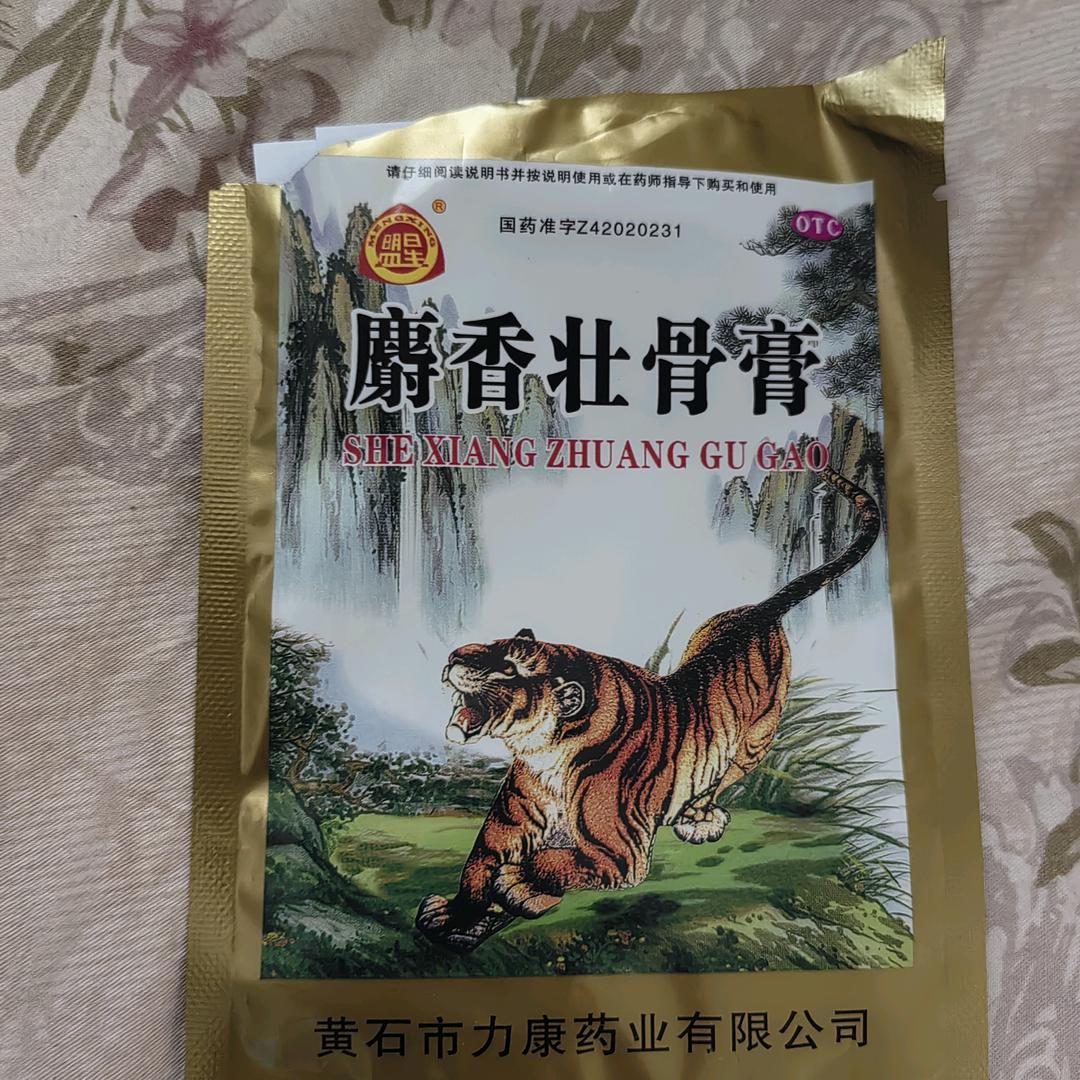 请仔细阅读说明书并按说明使用或在药师指导下购买和使用
MENGXING
®
盟星
国药准字Z42020231
OTC
麝香壮骨膏
SHE XIANG ZHUANG GU GAO
黄石市力康药业有限公司